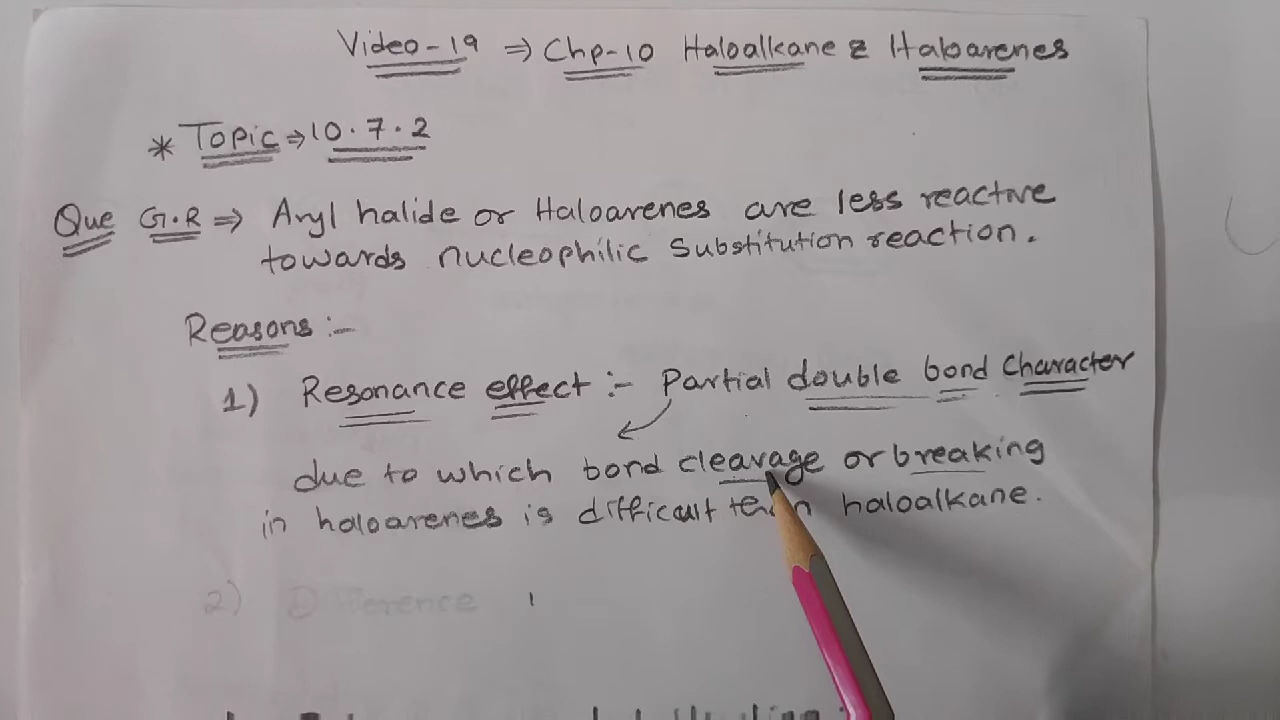 Video-19 ⇒ Chp-10 Haloalkane & Haloarenes
* Topic ⇒ 10.7.2
Que G.R ⇒ Aryl halide or Haloarenes are less reactive
towards nucleophilic substitution reaction.
Reasons :-
1) Resonance effect :- Partial double bond character
due to which bond cleavage or breaking
in haloarenes is difficult than haloalkane.
2) Difference